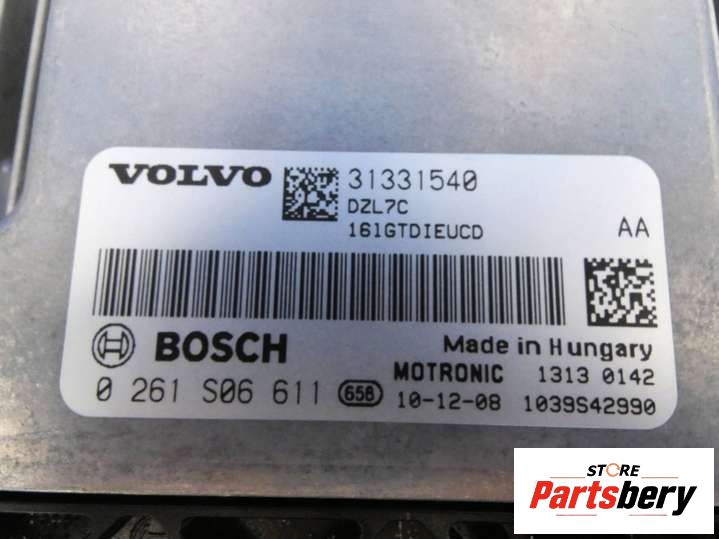 VOLVO 31331540
DZL7C
161GTDIEUCD AA
BOSCH Made in Hungary
MOTRONIC 1313 0142
0 261 S06 611 658 10-12-08 1039S42990
STORE
Partsbery